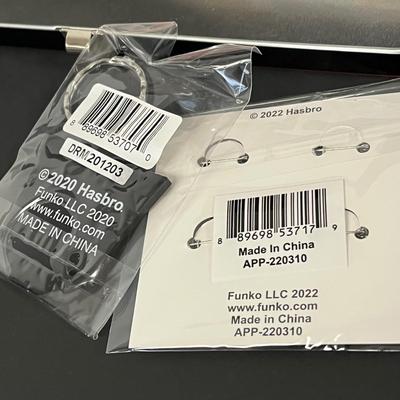 8 89698 53707 0
DRM201203
© 2020 Hasbro
Funko LLC 2020
www.funko.com
MADE IN CHINA
© 2022 Hasbro
8 89698 53717 9
Made In China
APP-220310
Funko LLC 2022
www.funko.com
Made in China
APP-220310